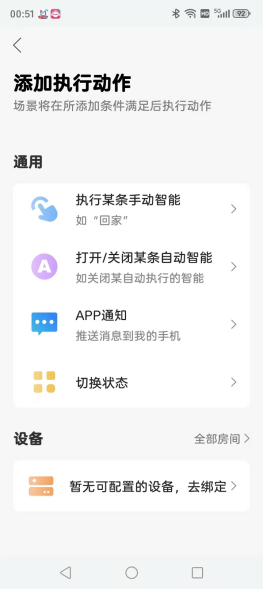 00:51 HD 5G 92
添加执行动作
场景将在所添加条件满足后执行动作
通用
执行某条手动智能
如“回家”
A
打开/关闭某条自动智能
如关闭某自动执行的智能
APP通知
推送消息到我的手机
切换状态
设备 全部房间
暂无可配置的设备，去绑定